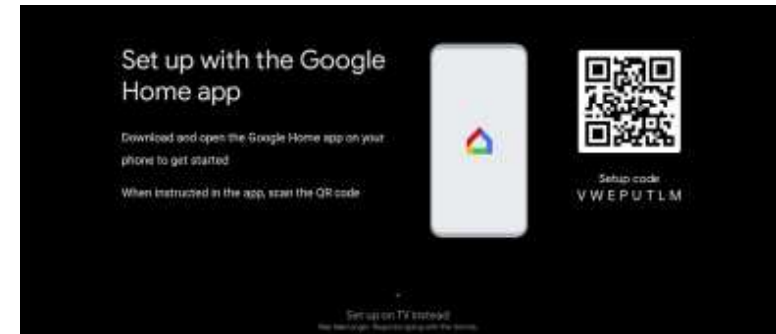 Set up with the Google
Home app
Download and open the Google Home app on your
phone to get started
When instructed in the app, scan the QR code
Setup code
VWEPUTLM
Set up on TV instead